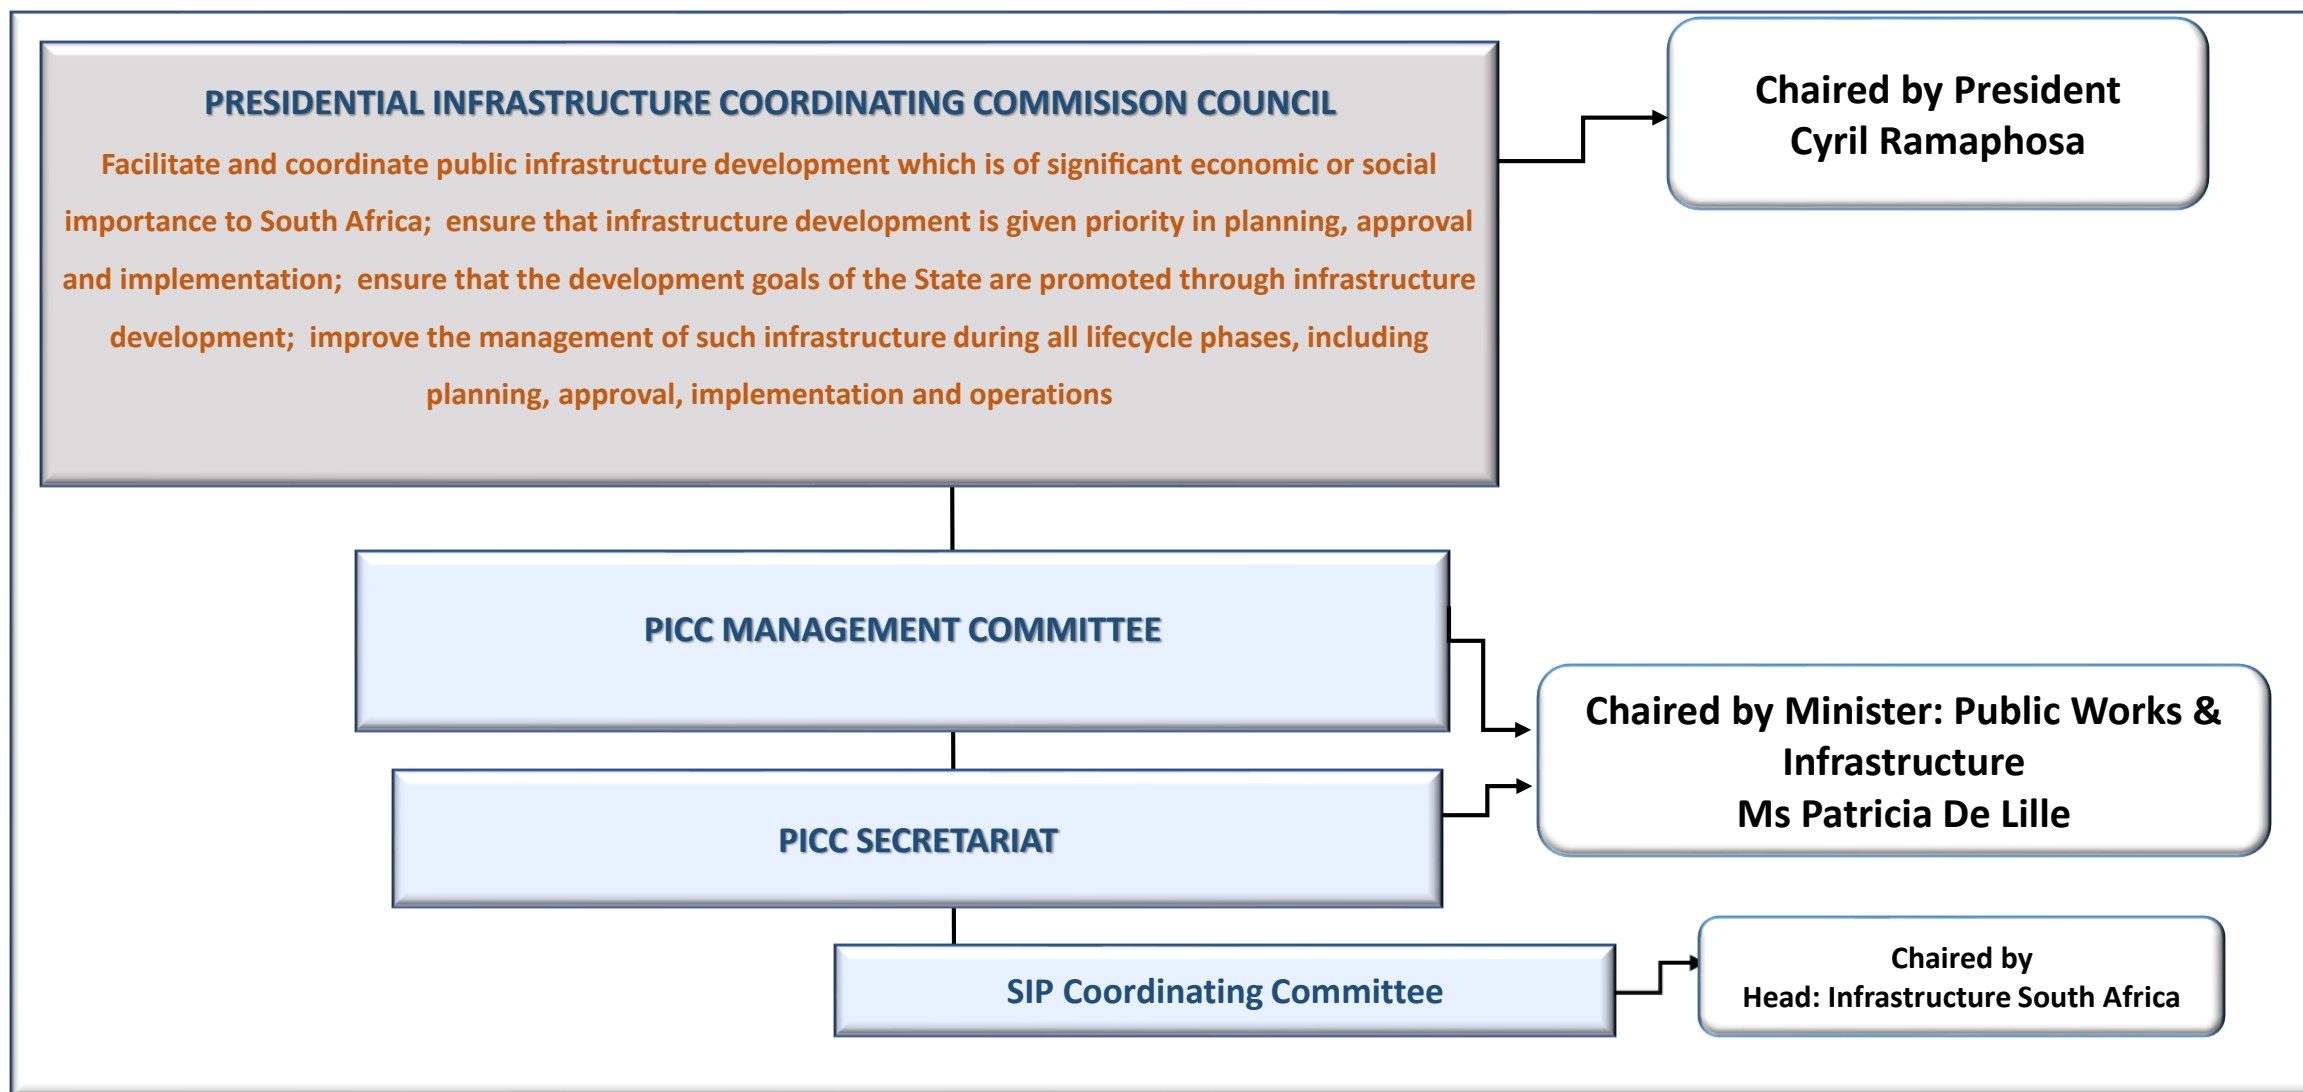 PRESIDENTIAL INFRASTRUCTURE COORDINATING COMMISISON COUNCIL
Facilitate and coordinate public infrastructure development which is of significant economic or social
importance to South Africa; ensure that infrastructure development is given priority in planning, approval
and implementation; ensure that the development goals of the State are promoted through infrastructure
development; improve the management of such infrastructure during all lifecycle phases, including
planning, approval, implementation and operations
Chaired by President
Cyril Ramaphosa
PICC MANAGEMENT COMMITTEE
Chaired by Minister: Public Works &
Infrastructure
Ms Patricia De Lille
PICC SECRETARIAT
SIP Coordinating Committee
Chaired by
Head: Infrastructure South Africa